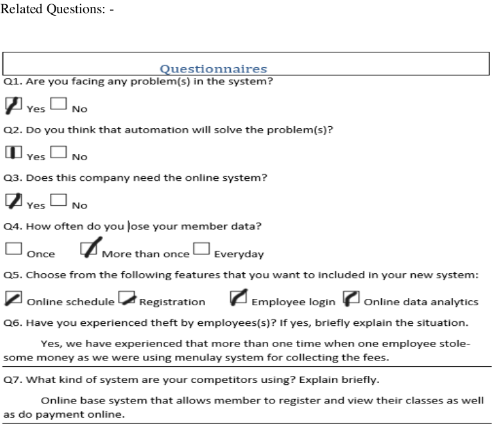 Related Questions: -
Questionnaires
Q1. Are you facing any problem(s) in the system?
Yes No
Q2. Do you think that automation will solve the problem(s)?
Yes No
Q3. Does this company need the online system?
Yes No
Q4. How often do you lose your member data?
Once More than once Everyday
Q5. Choose from the following features that you want to included in your new system:
Online schedule Registration Employee login Online data analytics
Q6. Have you experienced theft by employees(s)? If yes, briefly explain the situation.
Yes, we have experienced that more than one time when one employee stole-
some money as we were using menulay system for collecting the fees.
Q7. What kind of system are your competitors using? Explain briefly.
Online base system that allows member to register and view their classes as well
as do payment online.